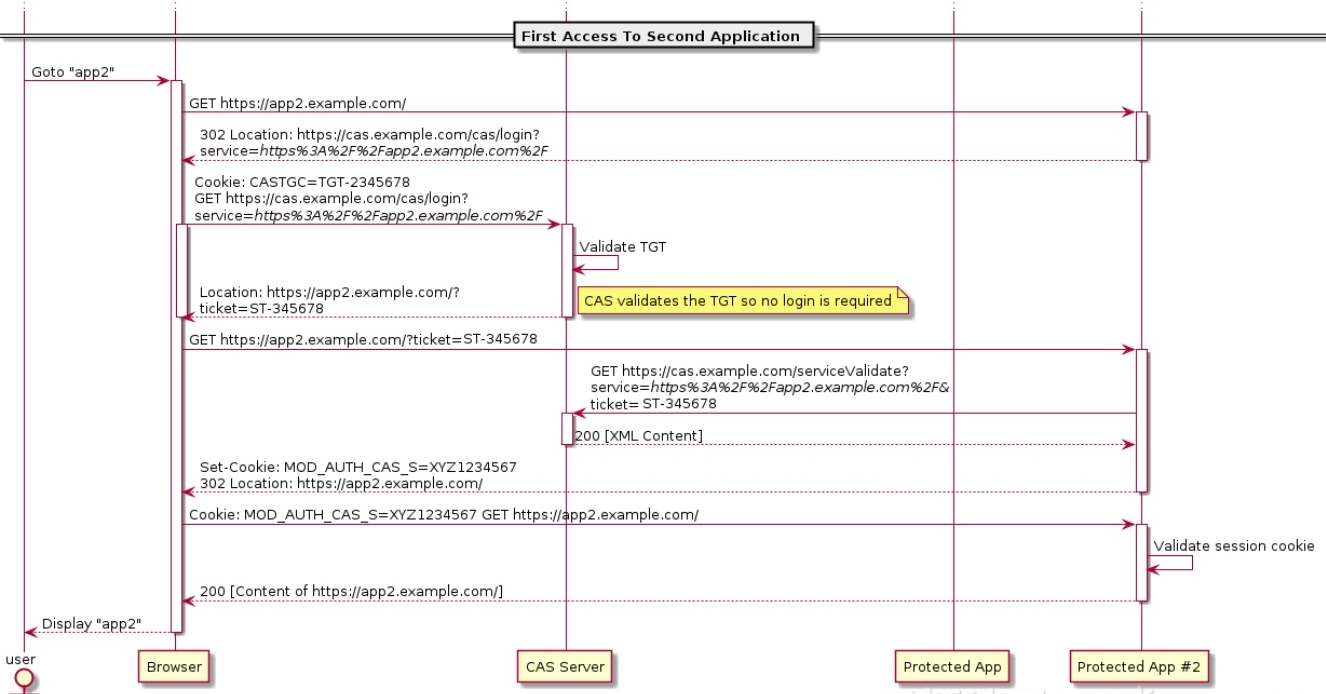 First Access To Second Application
Goto "app2"
GET https://app2.example.com/
302 Location: https://cas.example.com/cas/login?
service=https%3A%2F%2Fapp2.example.com%2F
Cookie: CASTGC=TGT-2345678
GET https://cas.example.com/cas/login?
service=https%3A%2F%2Fapp2.example.com%2F
Validate TGT
Location: https://app2.example.com/?
ticket=ST-345678
CAS validates the TGT so no login is required
GET https://app2.example.com/?ticket=ST-345678
GET https://cas.example.com/serviceValidate?
service=https%3A%2F%2Fapp2.example.com%2F&
ticket= ST-345678
200 [XML Content]
Set-Cookie: MOD_AUTH_CAS_S=XYZ1234567
302 Location: https://app2.example.com/
Cookie: MOD_AUTH_CAS_S=XYZ1234567 GET https://app2.example.com/
Validate session cookie
200 [Content of https://app2.example.com/]
Display "app2"
user
Browser
CAS Server
Protected App
Protected App #2